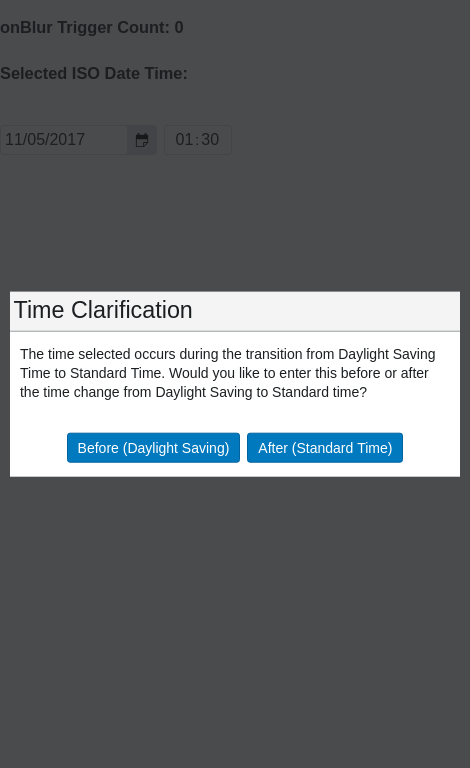 onBlur Trigger Count: 0
Selected ISO Date Time:
11/05/2017 01:30
Time Clarification
The time selected occurs during the transition from Daylight Saving
Time to Standard Time. Would you like to enter this before or after
the time change from Daylight Saving to Standard time?
Before (Daylight Saving) After (Standard Time)